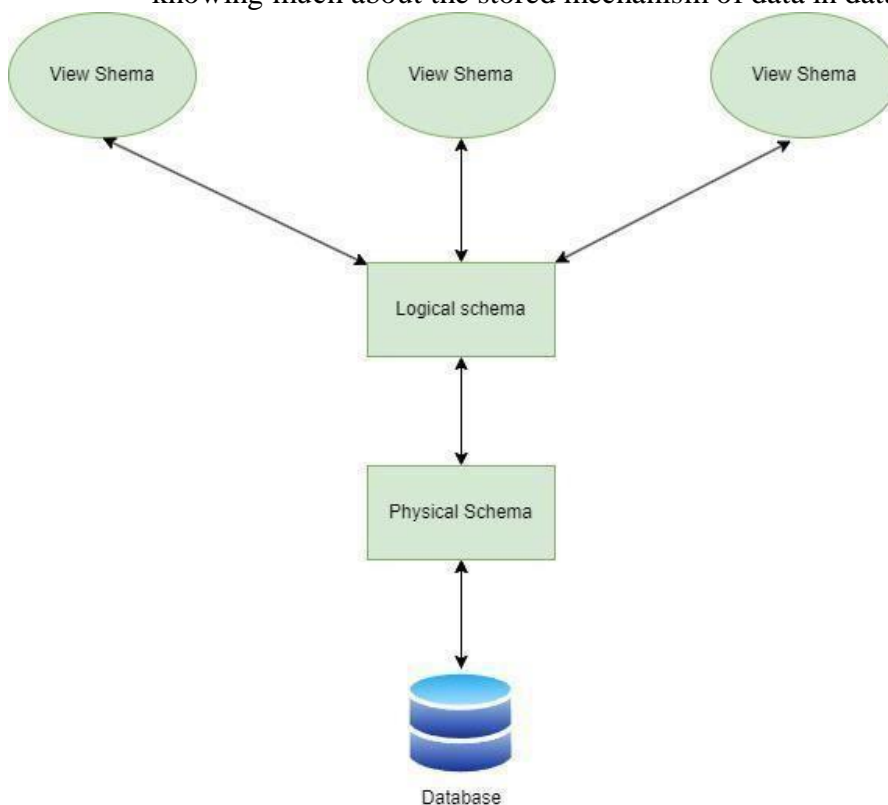 knowing much about the stored mechanism of data in data
View Shema View Shema View Shema
Logical schema
Physical Schema
Database